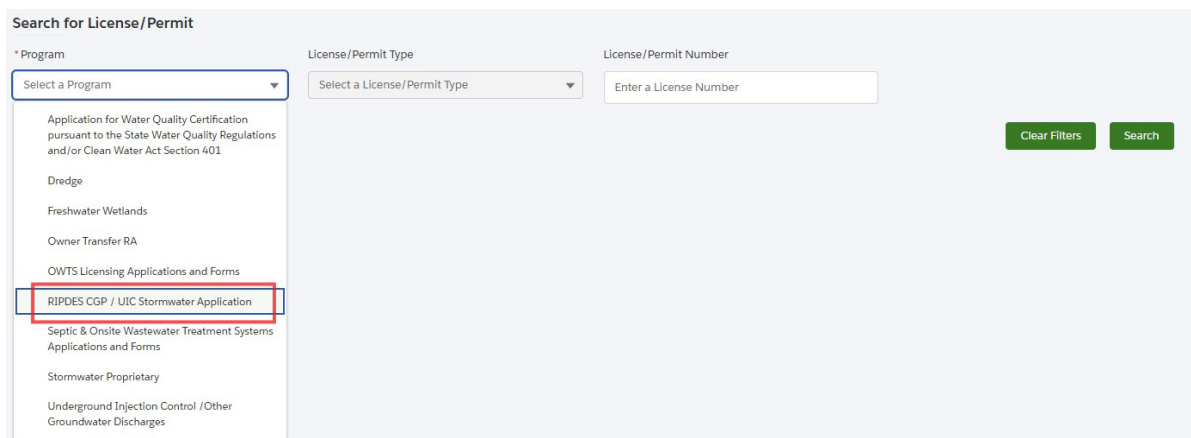 Search for License/Permit
*Program
License/Permit Type
License/Permit Number
Select a Program
Select a License/Permit Type
Enter a License Number
Application for Water Quality Certification
pursuant to the State Water Quality Regulations
and/or Clean Water Act Section 401
Clear Filters
Search
Dredge
Freshwater Wetlands
Owner Transfer RA
OWTS Licensing Applications and Forms
RIPDES CGP / UIC Stormwater Application
Septic & Onsite Wastewater Treatment Systems
Applications and Forms
Stormwater Proprietary
Underground Injection Control /Other
Groundwater Discharges